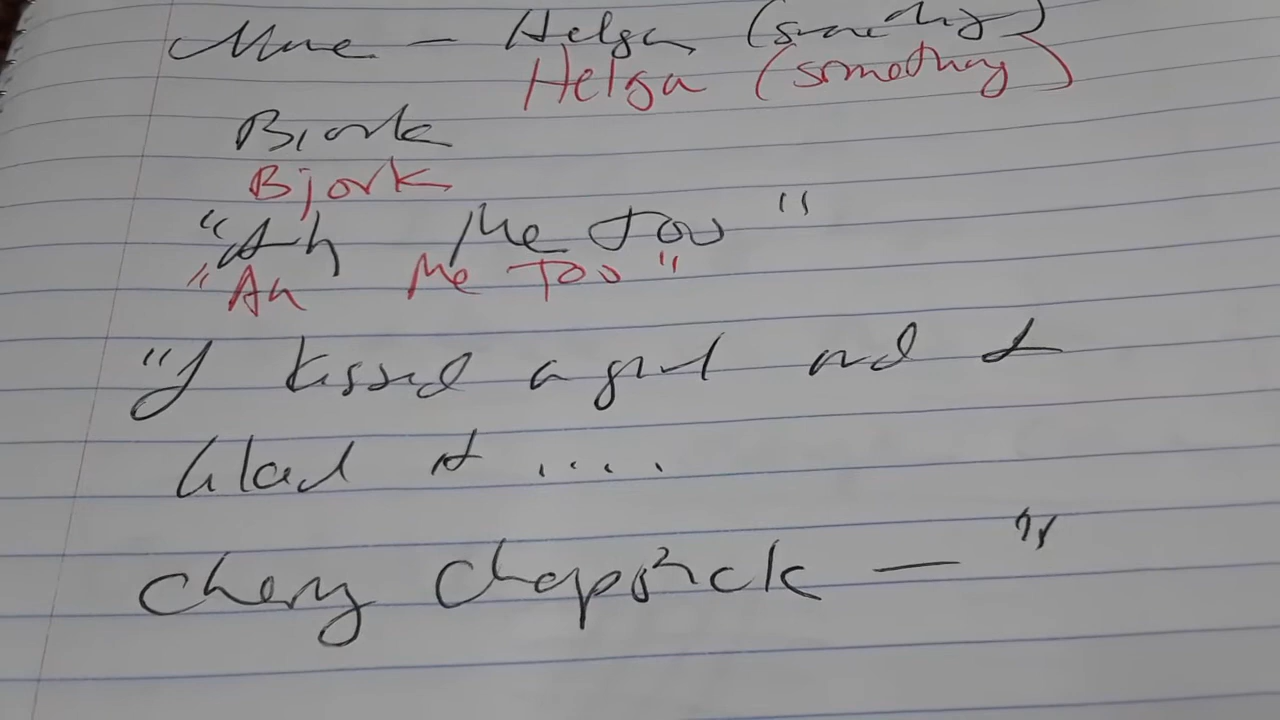 Mine — Helga (something)
Helga (something)
Bjork
Bjork
"Ah Me Too"
"Ah Me Too"
"I kissed a girl and I
liked it ....
cherry chapstick — "